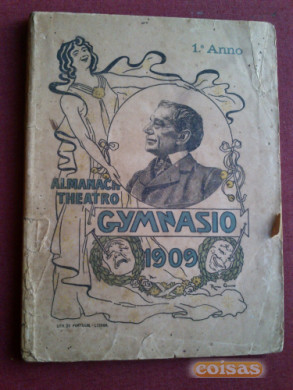 1.º Anno
ALMANACH
THEATRO
GYMNASIO
1909
coisas